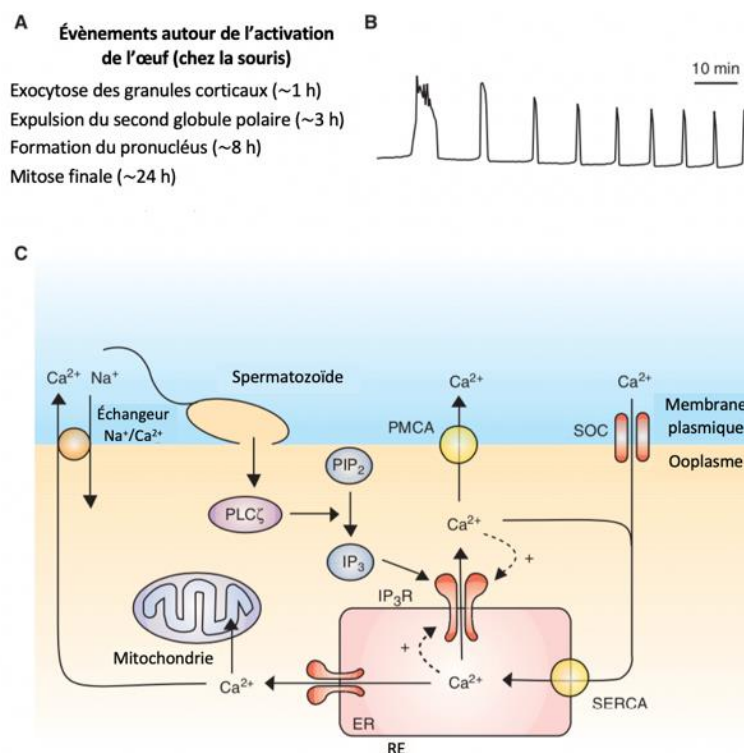 A
Évènements autour de l'activation
de l'œuf (chez la souris)
Exocytose des granules corticaux (~1 h)
Expulsion du second globule polaire (~3 h)
Formation du pronucléus (~8 h)
Mitose finale (~24 h)
B
10 min
C
Ca²⁺ Na⁺
Échangeur
Na⁺/Ca²⁺
Spermatozoïde
Ca²⁺
PMCA
Ca²⁺
SOC
Membrane
plasmique
Ooplasme
PIP₂
PLCζ
IP₃
Ca²⁺
+
IP₃R
Mitochondrie
+
Ca²⁺
Ca²⁺
ER
SERCA
RE